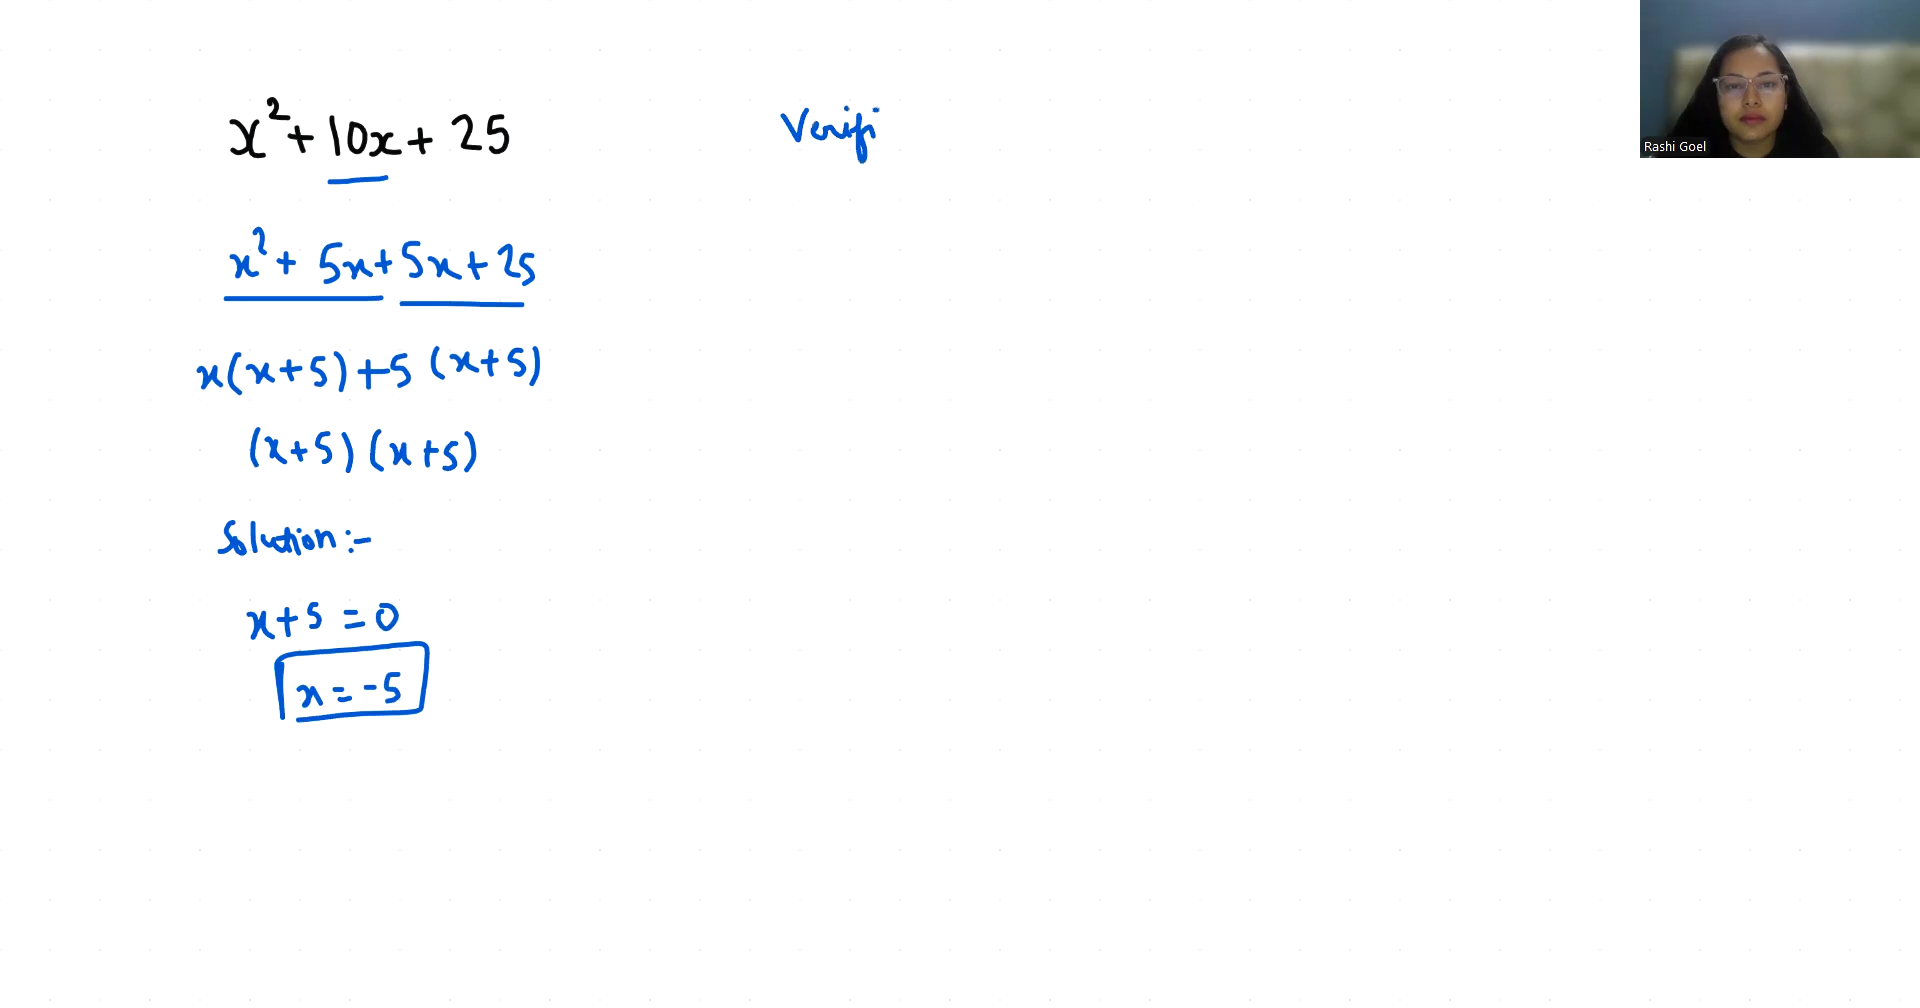 x²+ 10x + 25
x²+ 5x+5x+25
x(x+5)+5 (x+5)
(x+5) (x+5)
Solution:-
x+5 =0
x=-5
Verifi
Rashi Goel